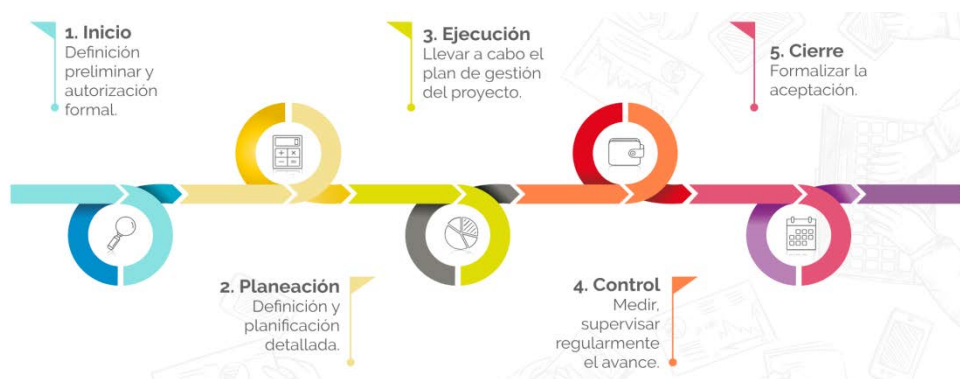 1. Inicio
Definición
preliminar y
autorización
formal.
2. Planeación
Definición y
planificación
detallada.
3. Ejecución
Llevar a cabo el
plan de gestión
del proyecto.
4. Control
Medir,
supervisar
regularmente
el avance.
5. Cierre
Formalizar la
aceptación.